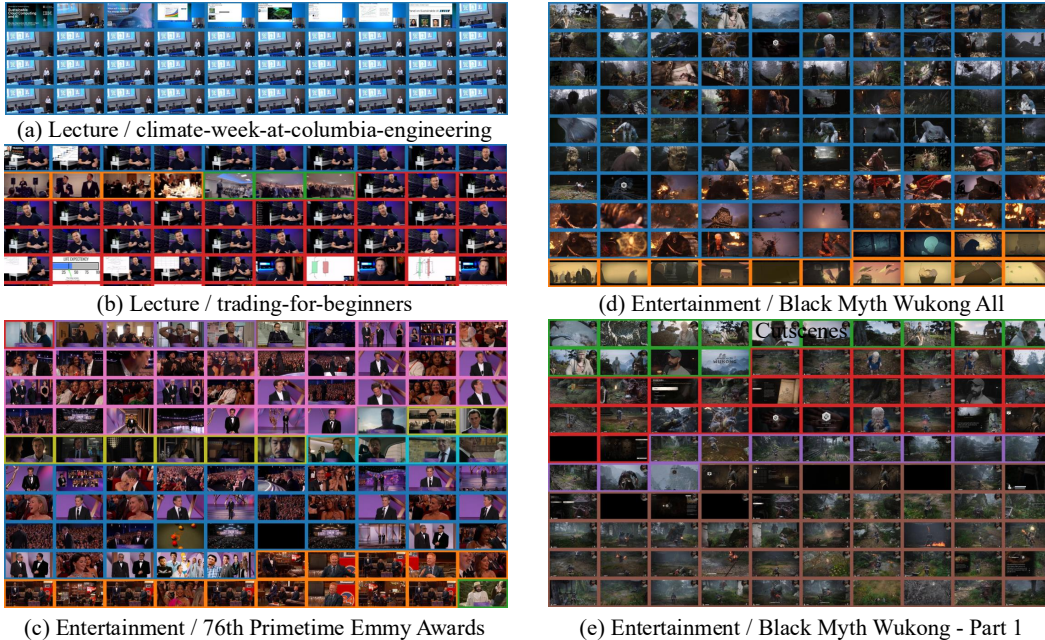 (a) Lecture / climate-week-at-columbia-engineering
(b) Lecture / trading-for-beginners
(c) Entertainment / 76th Primetime Emmy Awards
(d) Entertainment / Black Myth Wukong All
Cutscenes
(e) Entertainment / Black Myth Wukong - Part 1